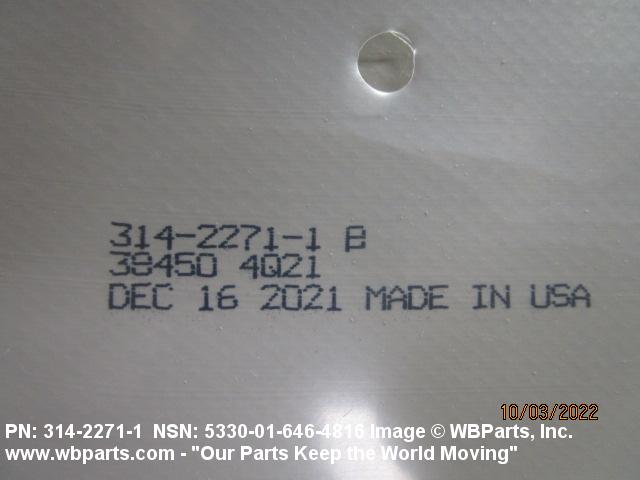 314-2271-1 B
38450 4Q21
DEC 16 2021 MADE IN USA
10/03/2022
PN: 314-2271-1 NSN: 5330-01-646-4816 Image © WBParts, Inc.
www.wbparts.com - "Our Parts Keep the World Moving"